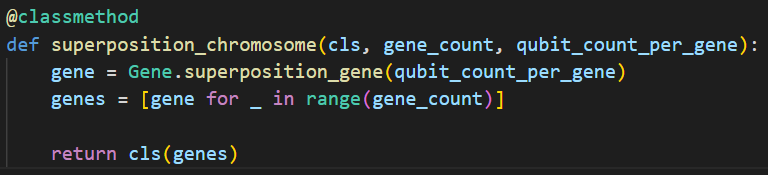 @classmethod
def superposition_chromosome(cls, gene_count, qubit_count_per_gene):
    gene = Gene.superposition_gene(qubit_count_per_gene)
    genes = [gene for _ in range(gene_count)]

    return cls(genes)